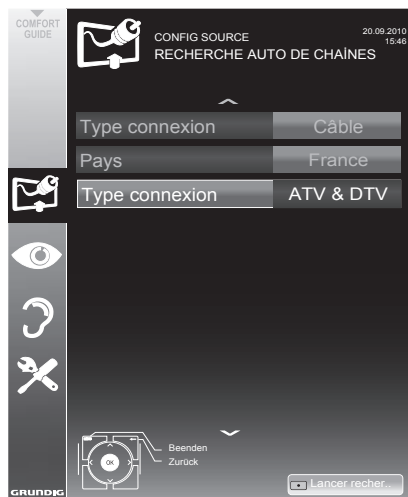 COMFORT
GUIDE
CONFIG SOURCE
RECHERCHE AUTO DE CHAÎNES
20.09.2010
15:46
Type connexion
Câble
Pays
France
Type connexion
ATV & DTV
Beenden
OK
Zurück
Lancer recher..
GRUNDIG